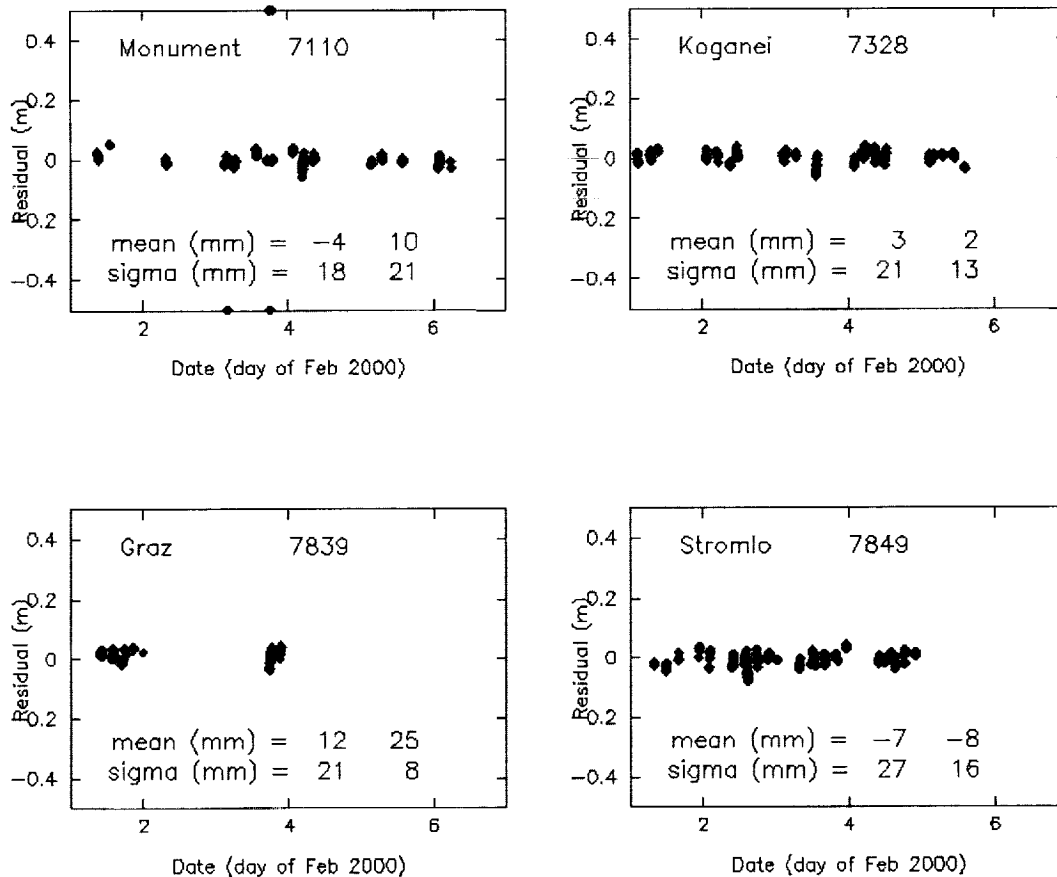 Monument 7110
0.4
0.2
0
−0.2
−0.4
Residual (m)
mean (mm) = −4 10
sigma (mm) = 18 21
2 4 6
Date (day of Feb 2000)
Koganei 7328
0.4
0.2
0
−0.2
−0.4
Residual (m)
mean (mm) = 3 2
sigma (mm) = 21 13
2 4 6
Date (day of Feb 2000)
Graz 7839
0.4
0.2
0
−0.2
−0.4
Residual (m)
mean (mm) = 12 25
sigma (mm) = 21 8
2 4 6
Date (day of Feb 2000)
Stromlo 7849
0.4
0.2
0
−0.2
−0.4
Residual (m)
mean (mm) = −7 −8
sigma (mm) = 27 16
2 4 6
Date (day of Feb 2000)